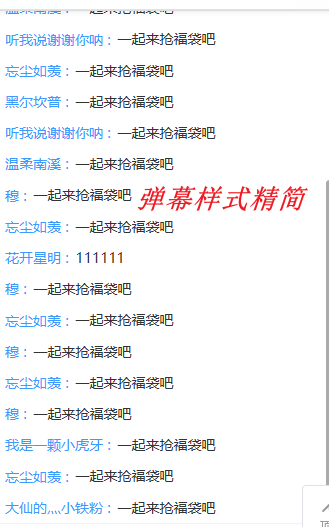 温柔南溪：一起来抢福袋吧
听我说谢谢你呐：一起来抢福袋吧
忘尘如羡：一起来抢福袋吧
黑尔坎普：一起来抢福袋吧
听我说谢谢你呐：一起来抢福袋吧
温柔南溪：一起来抢福袋吧
穆：一起来抢福袋吧 弹幕样式精简
忘尘如羡：一起来抢福袋吧
花开星明：111111
穆：一起来抢福袋吧
忘尘如羡：一起来抢福袋吧
穆：一起来抢福袋吧
忘尘如羡：一起来抢福袋吧
穆：一起来抢福袋吧
我是一颗小虎牙：一起来抢福袋吧
忘尘如羡：一起来抢福袋吧
大仙的灬小铁粉：一起来抢福袋吧